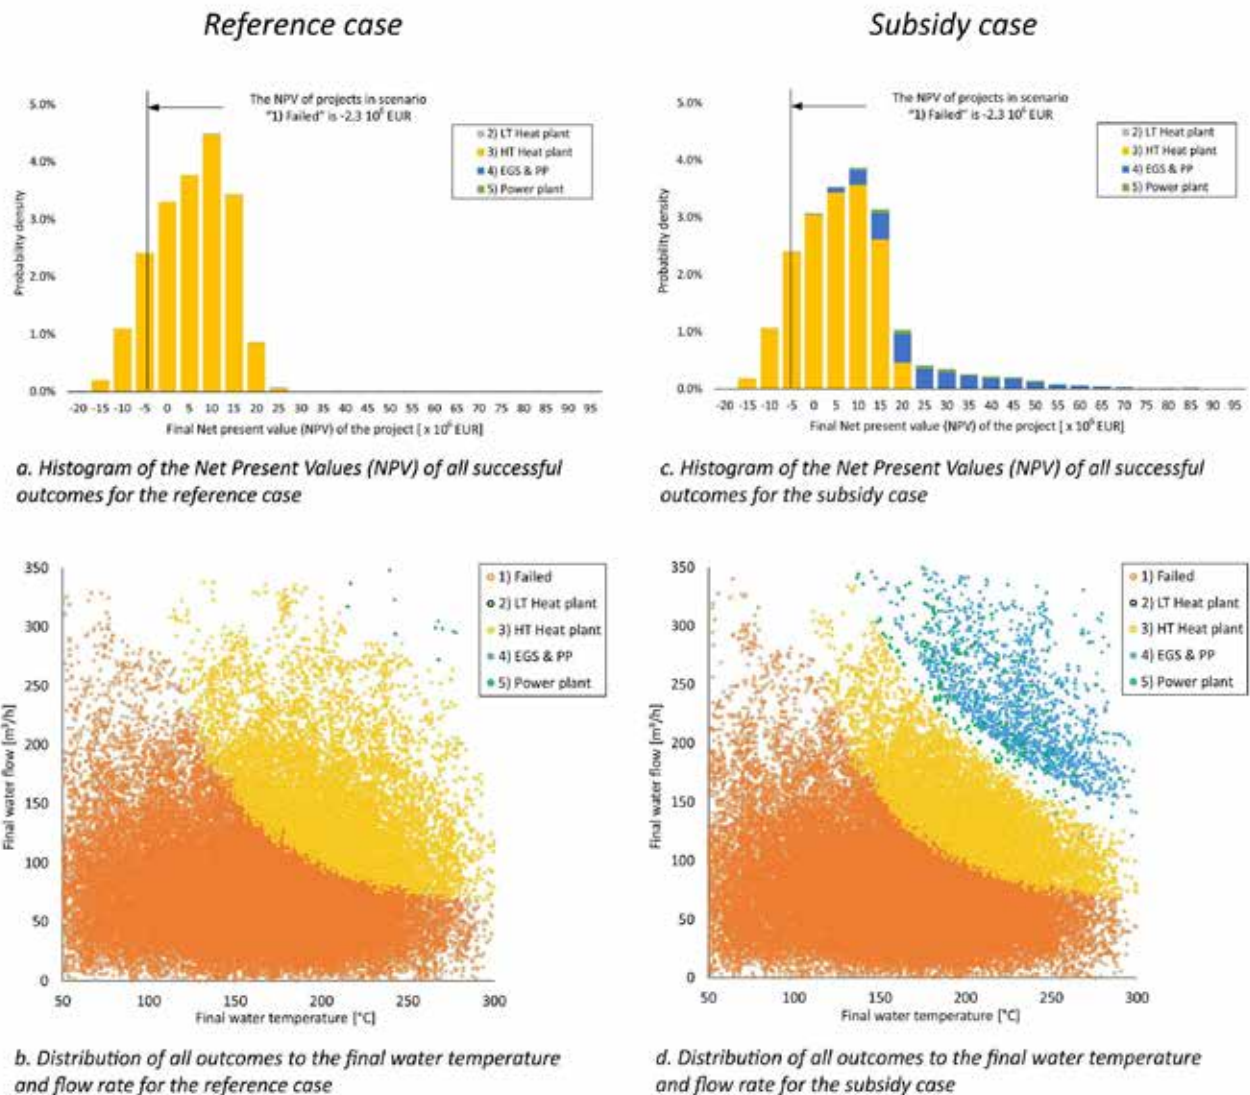 Reference case
Subsidy case
The NPV of projects in scenario
"1) Failed" is -2.3 10⁶ EUR
2) LT Heat plant
3) HT Heat plant
4) EGS & PP
5) Power plant
Probability density
5.0%
4.0%
3.0%
2.0%
1.0%
0.0%
-20 -15 -10 -5 0 5 10 15 20 25 30 35 40 45 50 55 60 65 70 75 80 85 90 95
Final Net present value (NPV) of the project [ x 10⁶ EUR]
a. Histogram of the Net Present Values (NPV) of all successful
outcomes for the reference case
The NPV of projects in scenario
"1) Failed" is -2.3 10⁶ EUR
2) LT Heat plant
3) HT Heat plant
4) EGS & PP
5) Power plant
Probability density
5.0%
4.0%
3.0%
2.0%
1.0%
0.0%
-20 -15 -10 -5 0 5 10 15 20 25 30 35 40 45 50 55 60 65 70 75 80 85 90 95
Final Net present value (NPV) of the project [ x 10⁶ EUR]
c. Histogram of the Net Present Values (NPV) of all successful
outcomes for the subsidy case
1) Failed
2) LT Heat plant
3) HT Heat plant
4) EGS & PP
5) Power plant
Final water flow [m³/h]
350
300
250
200
150
100
50
0
50 100 150 200 250 300
Final water temperature [°C]
b. Distribution of all outcomes to the final water temperature
and flow rate for the reference case
1) Failed
2) LT Heat plant
3) HT Heat plant
4) EGS & PP
5) Power plant
Final water flow [m³/h]
350
300
250
200
150
100
50
0
50 100 150 200 250 300
Final water temperature [°C]
d. Distribution of all outcomes to the final water temperature
and flow rate for the subsidy case